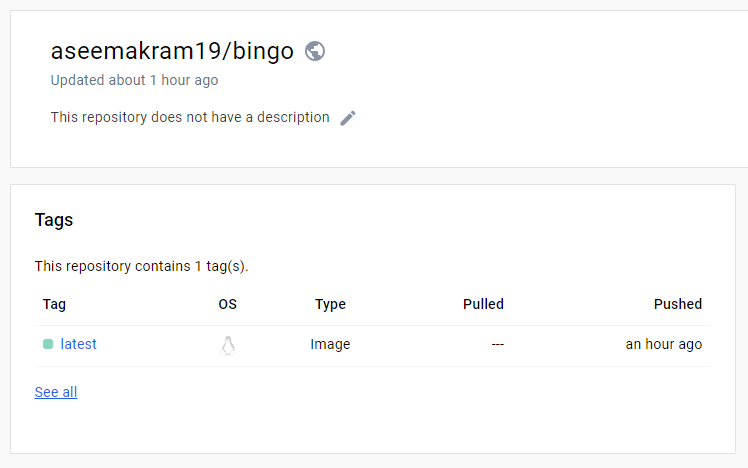 aseemakram19/bingo
Updated about 1 hour ago
This repository does not have a description
Tags
This repository contains 1 tag(s).
Tag OS Type Pulled Pushed
latest Image --- an hour ago
See all